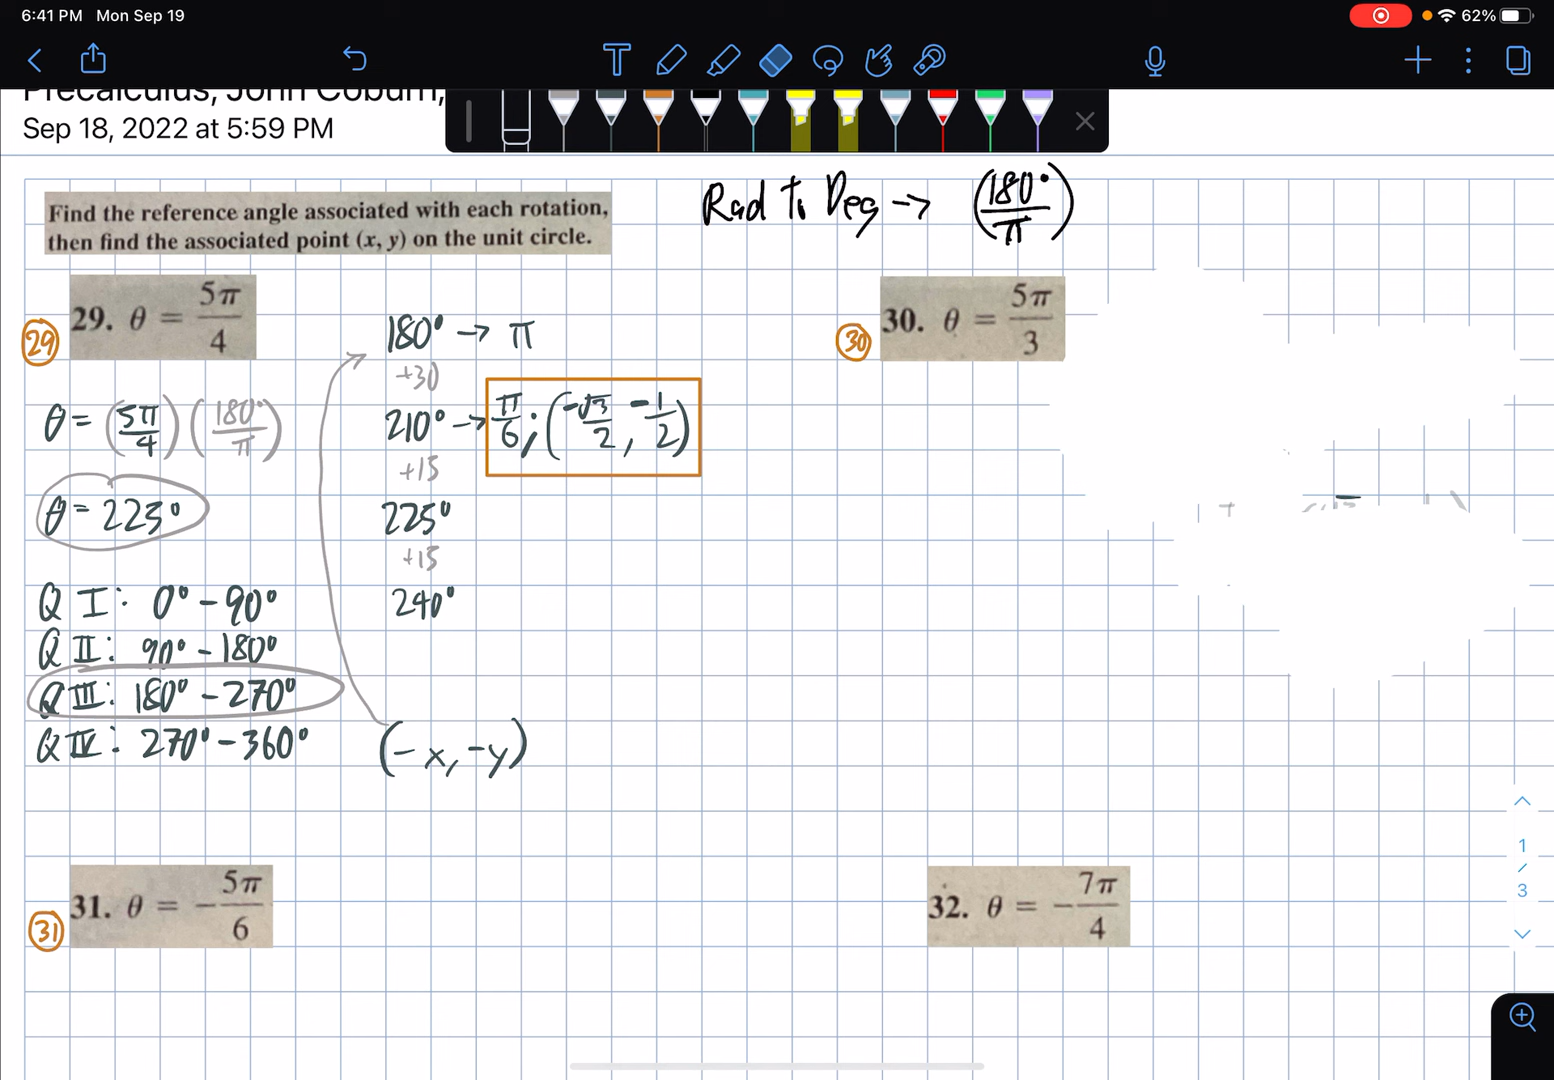 6:41 PM Mon Sep 19
62%
Precalculus, John Coburn,
Sep 18, 2022 at 5:59 PM
Rad To Deg → (180°/π)
Find the reference angle associated with each rotation,
then find the associated point (x, y) on the unit circle.
29
29. θ = 5π/4
θ = (5π/4)(180°/π)
θ = 225°
Q I: 0° - 90°
Q II: 90° - 180°
Q III: 180° - 270°
Q IV: 270° - 360°
180° → π
+30
210° → π/6; (-√3/2, -1/2)
+15
225°
+15
240°
(-x, -y)
30
30. θ = 5π/3
31
31. θ = -5π/6
32. θ = -7π/4
1
/
3